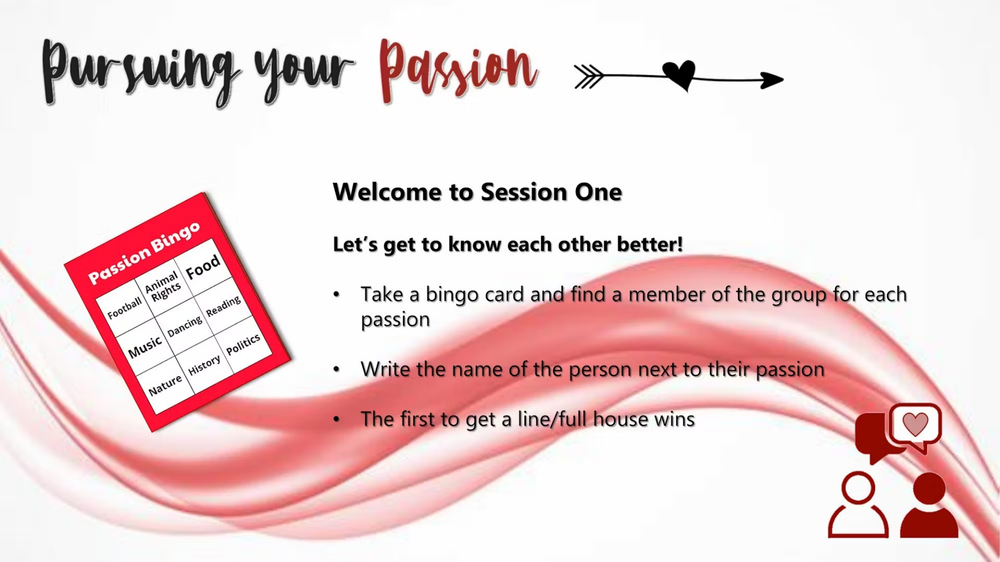 Pursuing your Passion
Passion Bingo
Football
Animal
Rights
Food
Music
Dancing
Reading
Nature
History
Politics
Welcome to Session One
Let’s get to know each other better!
• Take a bingo card and find a member of the group for each
passion
• Write the name of the person next to their passion
• The first to get a line/full house wins